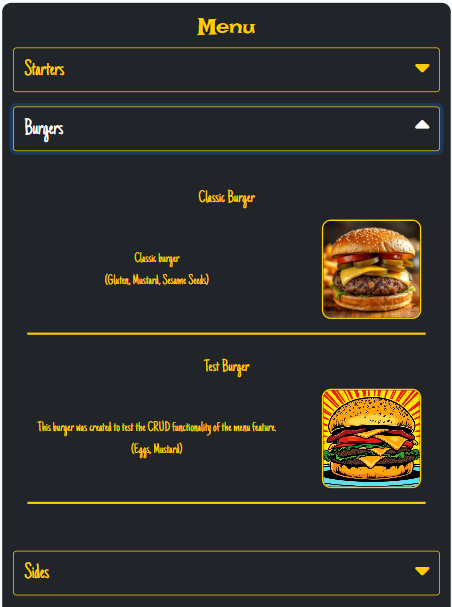 Menu
Starters
Burgers
Classic Burger
Classic burger
(Gluten, Mustard, Sesame Seeds)
Test Burger
This burger was created to test the CRUD functionality of the menu feature.
(Eggs, Mustard)
Sides